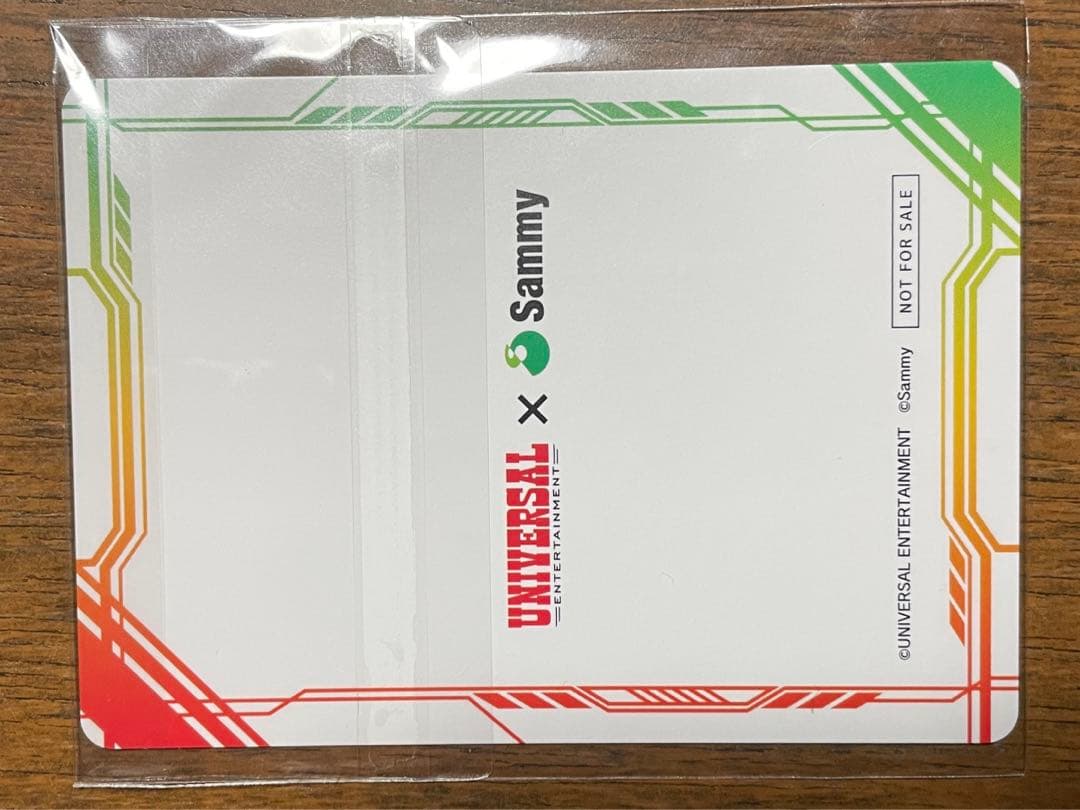 UNIVERSAL × Sammy
ENTERTAINMENT
©UNIVERSAL ENTERTAINMENT ©Sammy NOT FOR SALE